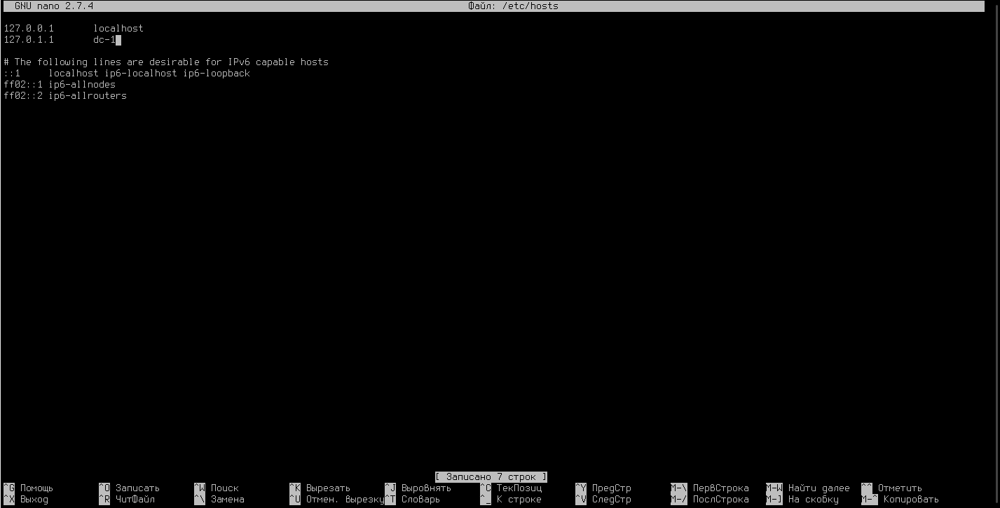 GNU nano 2.7.4 Файл: /etc/hosts
127.0.0.1 localhost
127.0.1.1 dc-1
# The following lines are desirable for IPv6 capable hosts
::1 localhost ip6-localhost ip6-loopback
ff02::1 ip6-allnodes
ff02::2 ip6-allrouters
[ Записано 7 строк ]
^G Помощь ^O Записать ^W Поиск ^K Вырезать ^J Выровнять ^C ТекПозиц ^Y ПредСтр M-\ ПервСтрока M-W Найти далее ^^ Отметить
^X Выход ^R ЧитФайл ^\ Замена ^U Отмен. вырезку ^T Словарь ^_ К строке ^V СледСтр M-/ ПослСтрока M-] На скобку M-^ Копировать